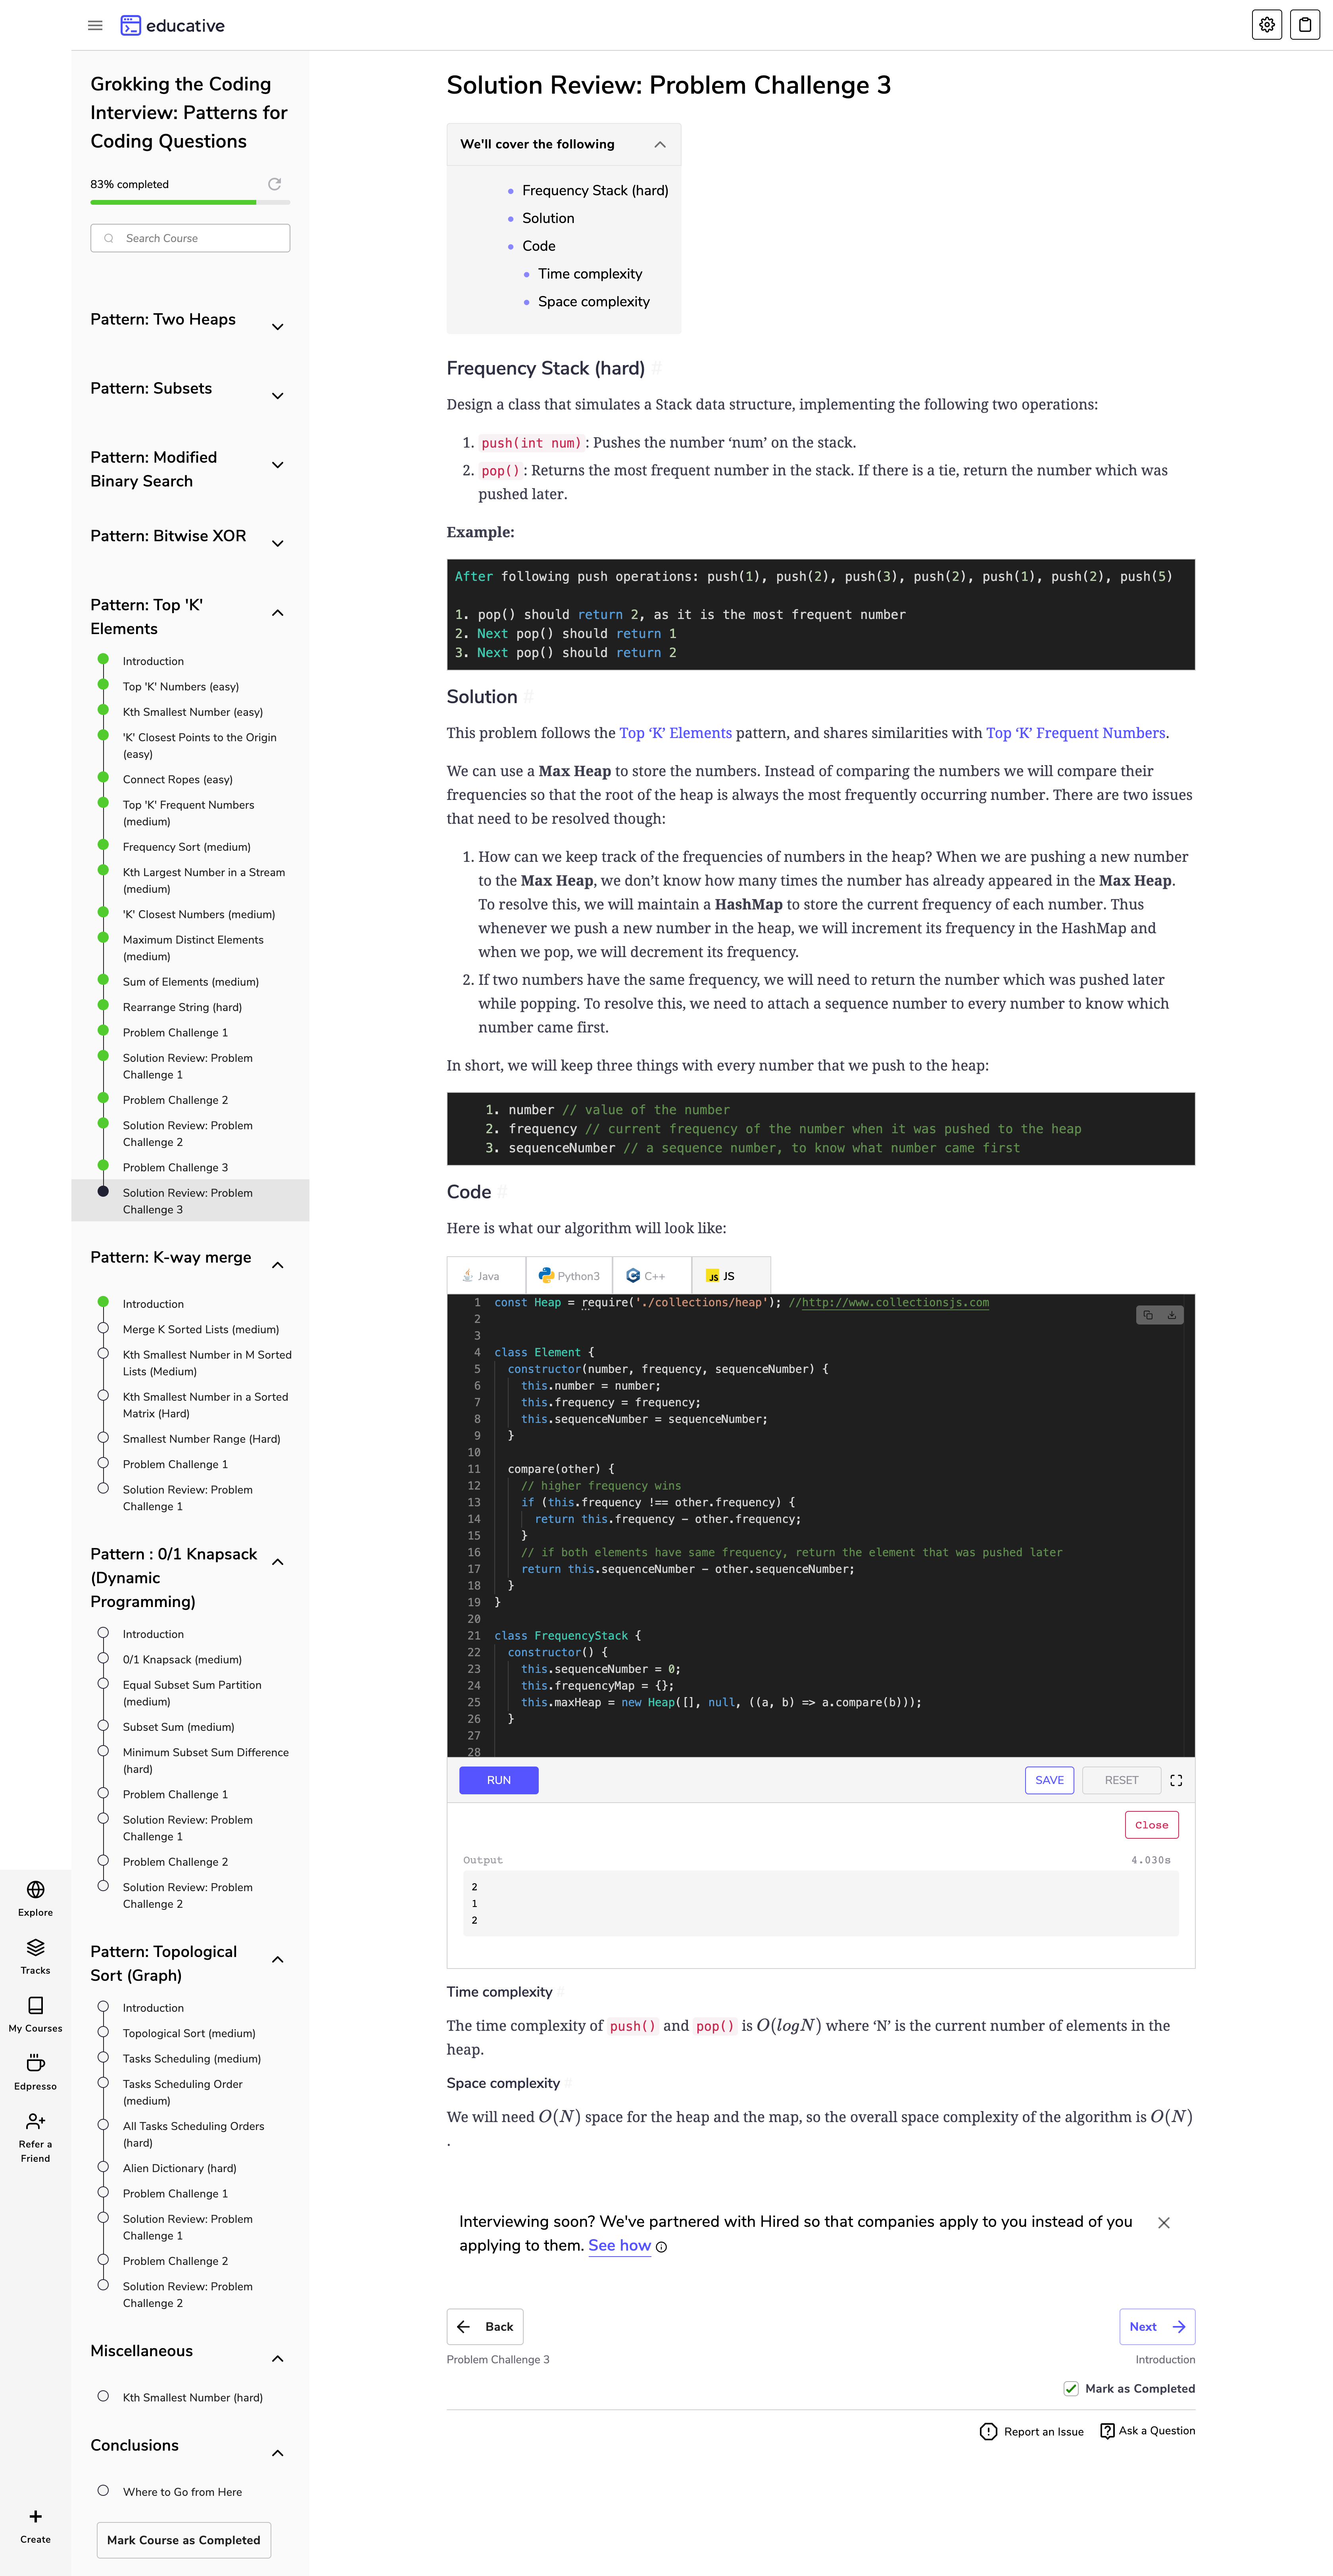 educative
Grokking the Coding
Interview: Patterns for
Coding Questions
83% completed
Search Course
Pattern: Two Heaps
Pattern: Subsets
Pattern: Modified
Binary Search
Pattern: Bitwise XOR
Pattern: Top 'K'
Elements
Introduction
Top 'K' Numbers (easy)
Kth Smallest Number (easy)
'K' Closest Points to the Origin
(easy)
Connect Ropes (easy)
Top 'K' Frequent Numbers
(medium)
Frequency Sort (medium)
Kth Largest Number in a Stream
(medium)
'K' Closest Numbers (medium)
Maximum Distinct Elements
(medium)
Sum of Elements (medium)
Rearrange String (hard)
Problem Challenge 1
Solution Review: Problem
Challenge 1
Problem Challenge 2
Solution Review: Problem
Challenge 2
Problem Challenge 3
Solution Review: Problem
Challenge 3
Pattern: K-way merge
Introduction
Merge K Sorted Lists (medium)
Kth Smallest Number in M Sorted
Lists (Medium)
Kth Smallest Number in a Sorted
Matrix (Hard)
Smallest Number Range (Hard)
Problem Challenge 1
Solution Review: Problem
Challenge 1
Pattern : 0/1 Knapsack
(Dynamic
Programming)
Introduction
0/1 Knapsack (medium)
Equal Subset Sum Partition
(medium)
Subset Sum (medium)
Minimum Subset Sum Difference
(hard)
Problem Challenge 1
Solution Review: Problem
Challenge 1
Problem Challenge 2
Solution Review: Problem
Challenge 2
Pattern: Topological
Sort (Graph)
Introduction
Topological Sort (medium)
Tasks Scheduling (medium)
Tasks Scheduling Order
(medium)
All Tasks Scheduling Orders
(hard)
Alien Dictionary (hard)
Problem Challenge 1
Solution Review: Problem
Challenge 1
Problem Challenge 2
Solution Review: Problem
Challenge 2
Miscellaneous
Kth Smallest Number (hard)
Conclusions
Where to Go from Here
Mark Course as Completed
Explore
Tracks
My Courses
Edpresso
Refer a
Friend
Create
Solution Review: Problem Challenge 3
We'll cover the following
Frequency Stack (hard)
Solution
Code
Time complexity
Space complexity
Frequency Stack (hard) #
Design a class that simulates a Stack data structure, implementing the following two operations:
1. push(int num): Pushes the number ‘num’ on the stack.
2. pop(): Returns the most frequent number in the stack. If there is a tie, return the number which was
pushed later.
Example:
After following push operations: push(1), push(2), push(3), push(2), push(1), push(2), push(5)
1. pop() should return 2, as it is the most frequent number
2. Next pop() should return 1
3. Next pop() should return 2
Solution #
This problem follows the Top ‘K’ Elements pattern, and shares similarities with Top ‘K’ Frequent Numbers.
We can use a Max Heap to store the numbers. Instead of comparing the numbers we will compare their
frequencies so that the root of the heap is always the most frequently occurring number. There are two issues
that need to be resolved though:
1. How can we keep track of the frequencies of numbers in the heap? When we are pushing a new number
to the Max Heap, we don’t know how many times the number has already appeared in the Max Heap.
To resolve this, we will maintain a HashMap to store the current frequency of each number. Thus
whenever we push a new number in the heap, we will increment its frequency in the HashMap and
when we pop, we will decrement its frequency.
2. If two numbers have the same frequency, we will need to return the number which was pushed later
while popping. To resolve this, we need to attach a sequence number to every number to know which
number came first.
In short, we will keep three things with every number that we push to the heap:
1. number // value of the number
2. frequency // current frequency of the number when it was pushed to the heap
3. sequenceNumber // a sequence number, to know what number came first
Code #
Here is what our algorithm will look like:
Java Python3 C++ JS JS
1 const Heap = require('./collections/heap'); //http://www.collectionsjs.com
2
3
4 class Element {
5 constructor(number, frequency, sequenceNumber) {
6 this.number = number;
7 this.frequency = frequency;
8 this.sequenceNumber = sequenceNumber;
9 }
10
11 compare(other) {
12 // higher frequency wins
13 if (this.frequency !== other.frequency) {
14 return this.frequency - other.frequency;
15 }
16 // if both elements have same frequency, return the element that was pushed later
17 return this.sequenceNumber - other.sequenceNumber;
18 }
19 }
20
21 class FrequencyStack {
22 constructor() {
23 this.sequenceNumber = 0;
24 this.frequencyMap = {};
25 this.maxHeap = new Heap([], null, ((a, b) => a.compare(b)));
26 }
27
28
RUN SAVE RESET
Close
Output 4.030s
2
1
2
Time complexity #
The time complexity of push() and pop() is O(logN) where ‘N’ is the current number of elements in the
heap.
Space complexity #
We will need O(N) space for the heap and the map, so the overall space complexity of the algorithm is O(N)
.
Interviewing soon? We've partnered with Hired so that companies apply to you instead of you
applying to them. See how
Back Next
Problem Challenge 3 Introduction
Mark as Completed
Report an Issue Ask a Question